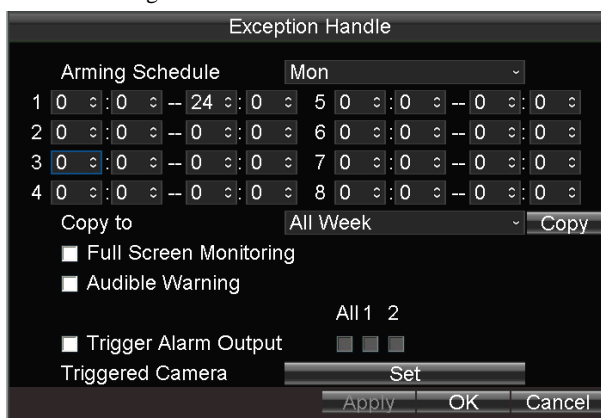 Exception Handle
Arming Schedule Mon
1 0 : 0 -- 24 : 0 5 0 : 0 -- 0 : 0
2 0 : 0 -- 0 : 0 6 0 : 0 -- 0 : 0
3 0 : 0 -- 0 : 0 7 0 : 0 -- 0 : 0
4 0 : 0 -- 0 : 0 8 0 : 0 -- 0 : 0
Copy to All Week Copy
Full Screen Monitoring
Audible Warning
All 1 2
Trigger Alarm Output
Triggered Camera Set
Apply OK Cancel